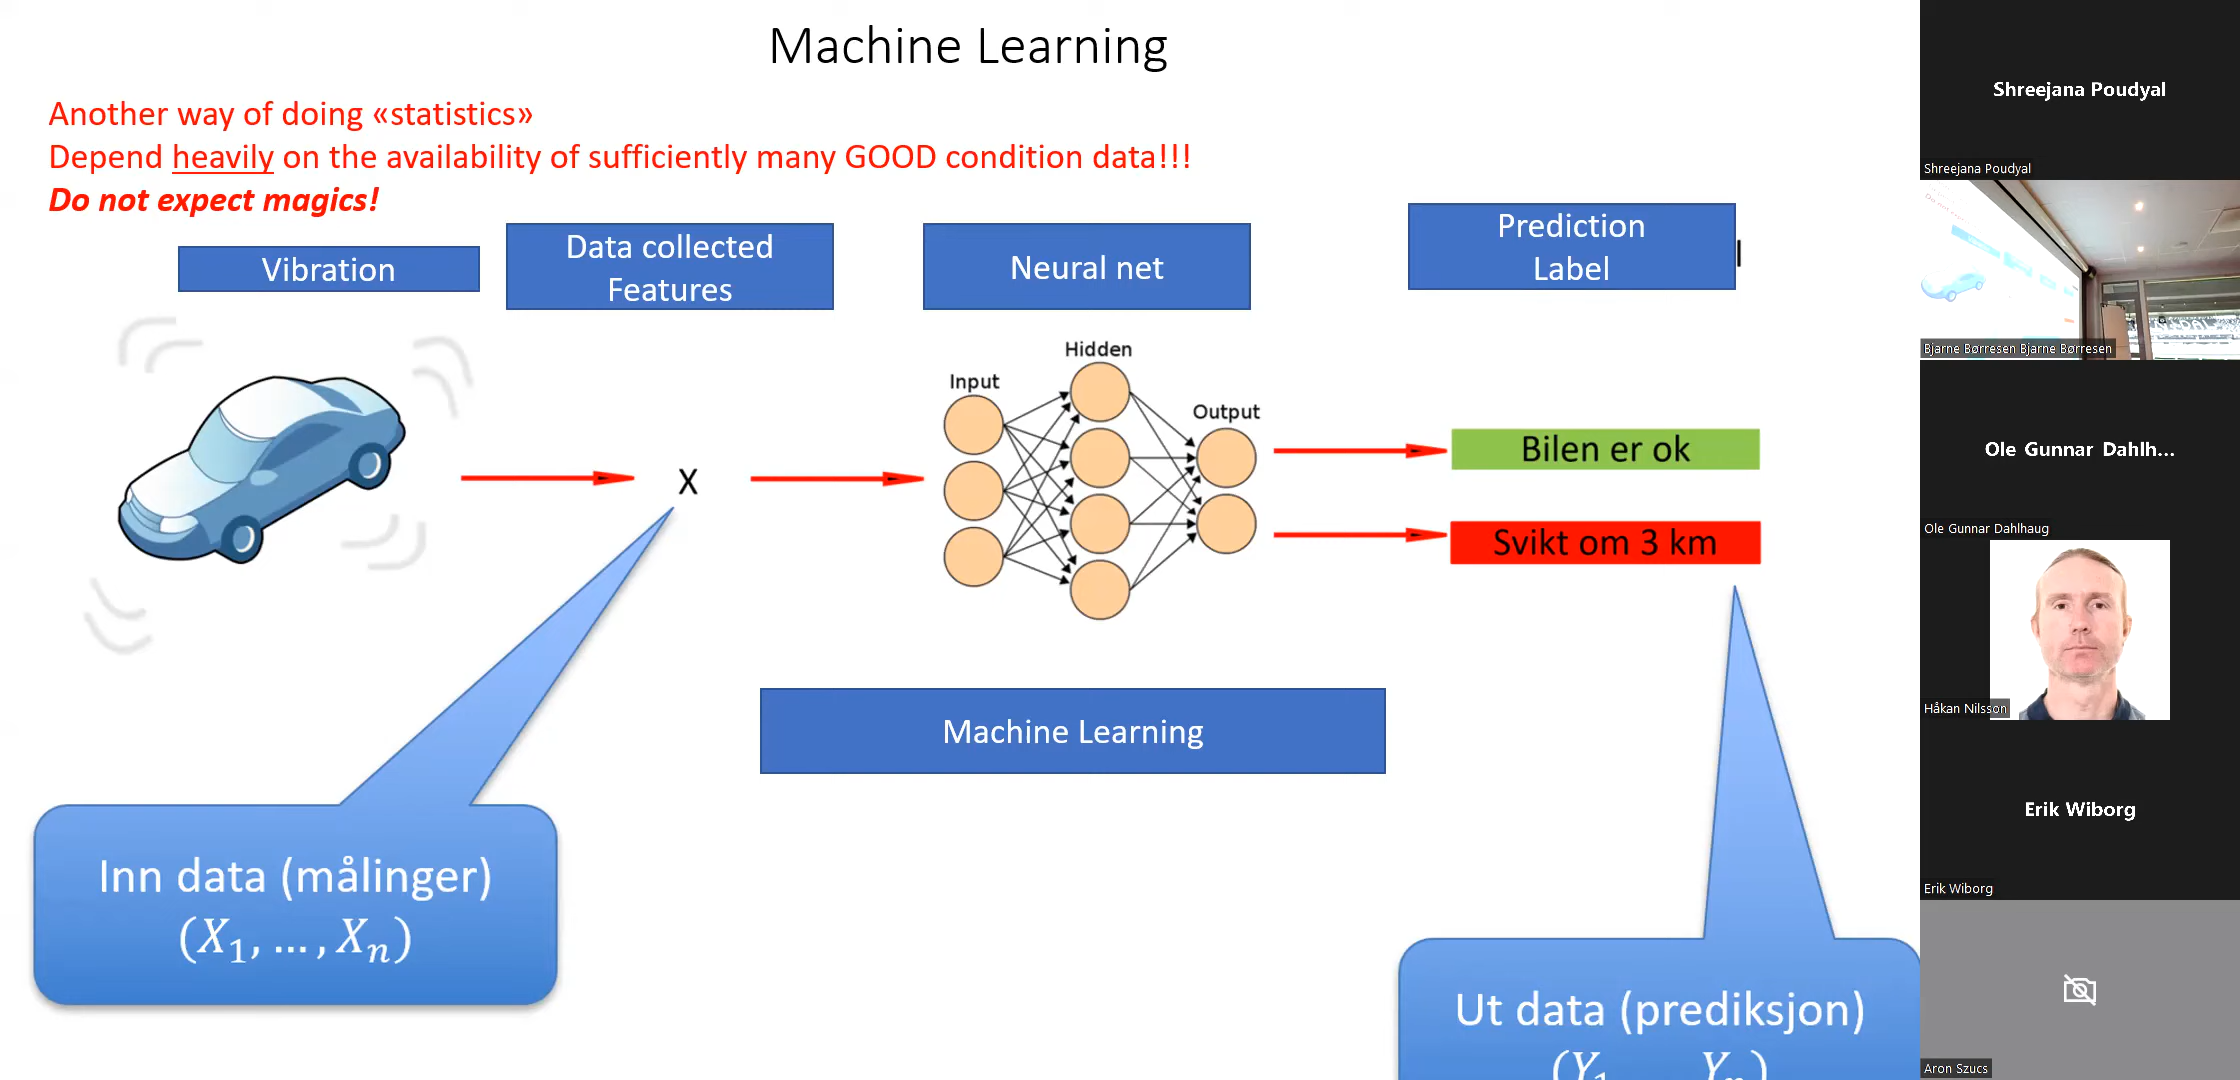 Machine Learning
Another way of doing «statistics»
Depend heavily on the availability of sufficiently many GOOD condition data!!!
Do not expect magics!
Vibration
Data collected
Features
Neural net
Prediction
Label
Input
Hidden
Output
X
Bilen er ok
Svikt om 3 km
Machine Learning
Inn data (målinger)
(X₁, ... , Xₙ)
Ut data (prediksjon)
Shreejana Poudyal
Shreejana Poudyal
Bjarne Børresen Bjarne Børresen
Ole Gunnar Dahlh...
Ole Gunnar Dahlhaug
Håkan Nilsson
Erik Wiborg
Erik Wiborg
Aron Szucs